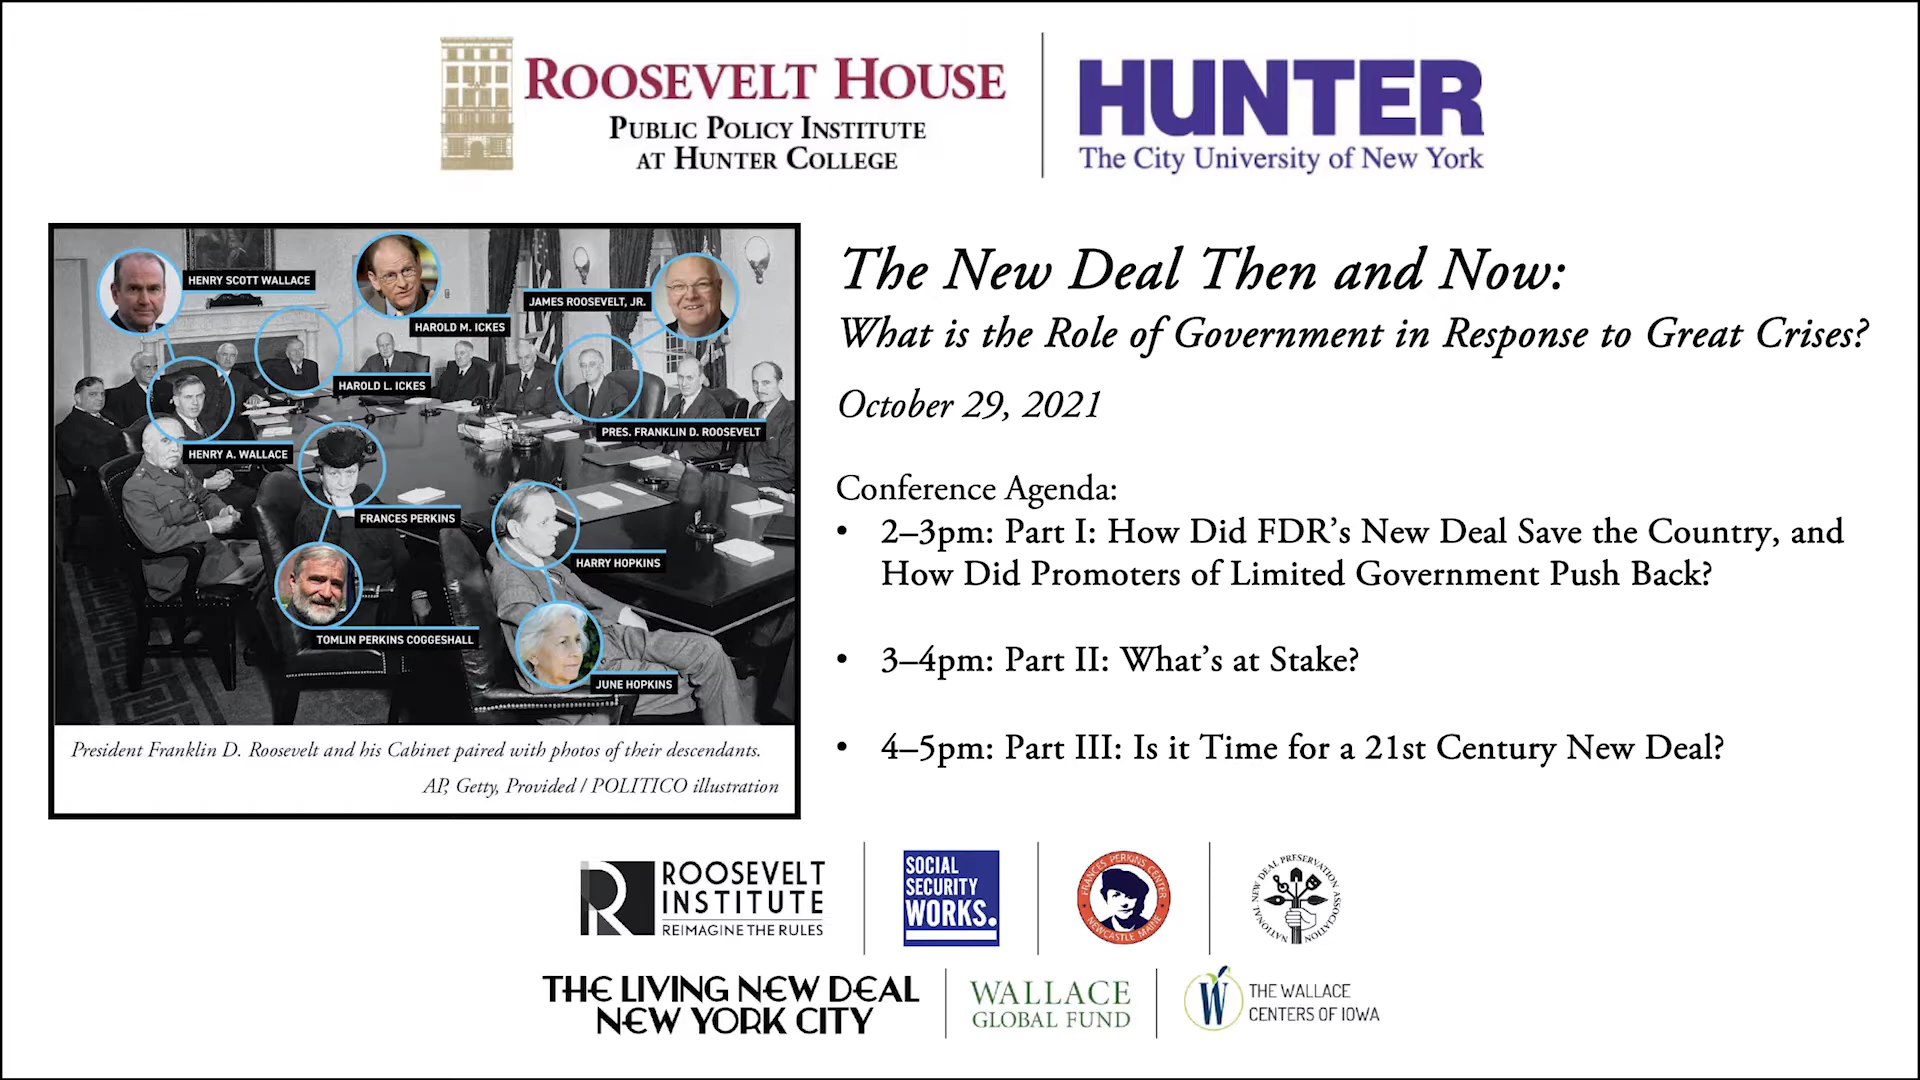 ROOSEVELT HOUSE
PUBLIC POLICY INSTITUTE
AT HUNTER COLLEGE
HUNTER
The City University of New York
HENRY SCOTT WALLACE
HAROLD M. ICKES
JAMES ROOSEVELT, JR.
HAROLD L. ICKES
PRES. FRANKLIN D. ROOSEVELT
HENRY A. WALLACE
FRANCES PERKINS
HARRY HOPKINS
TOMLIN PERKINS COGGESHALL
JUNE HOPKINS
President Franklin D. Roosevelt and his Cabinet paired with photos of their descendants.
AP, Getty, Provided / POLITICO illustration
The New Deal Then and Now:
What is the Role of Government in Response to Great Crises?
October 29, 2021
Conference Agenda:
• 2–3pm: Part I: How Did FDR’s New Deal Save the Country, and
How Did Promoters of Limited Government Push Back?
• 3–4pm: Part II: What’s at Stake?
• 4–5pm: Part III: Is it Time for a 21st Century New Deal?
R
ROOSEVELT
INSTITUTE
REIMAGINE THE RULES
SOCIAL
SECURITY
WORKS.
FRANCES PERKINS CENTER
NEWCASTLE MAINE
NATIONAL NEW DEAL PRESERVATION ASSOCIATION
THE LIVING NEW DEAL
NEW YORK CITY
WALLACE
GLOBAL FUND
W
THE WALLACE
CENTERS OF IOWA